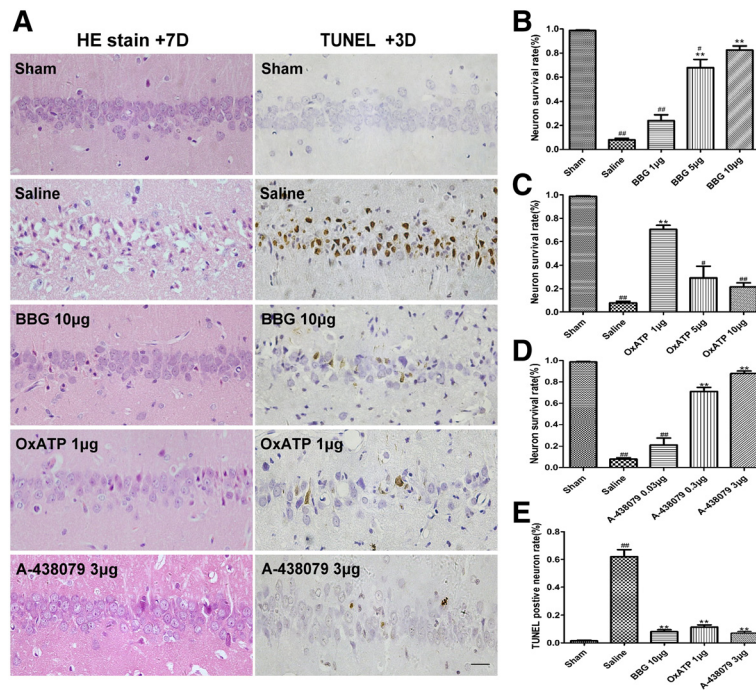 A
HE stain +7D
TUNEL +3D
Sham
Sham
Saline
Saline
BBG 10μg
BBG 10μg
OxATP 1μg
OxATP 1μg
A-438079 3μg
A-438079 3μg
B
Neuron survival rate(%)
1.0
0.8
0.6
0.4
0.2
0.0
##
##
#
**
**
Sham
Saline
BBG 1μg
BBG 5μg
BBG 10μg
C
Neuron survival rate(%)
1.0
0.8
0.6
0.4
0.2
0.0
##
**
#
##
Sham
Saline
OxATP 1μg
OxATP 5μg
OxATP 10μg
D
Neuron survival rate(%)
1.0
0.8
0.6
0.4
0.2
0.0
##
##
**
**
Sham
Saline
A-438079 0.03μg
A-438079 0.3μg
A-438079 3μg
E
TUNEL postive neuron rate(%)
0.8
0.6
0.4
0.2
0.0
##
**
**
**
Sham
Saline
BBG 10μg
OxATP 1μg
A-438079 3μg